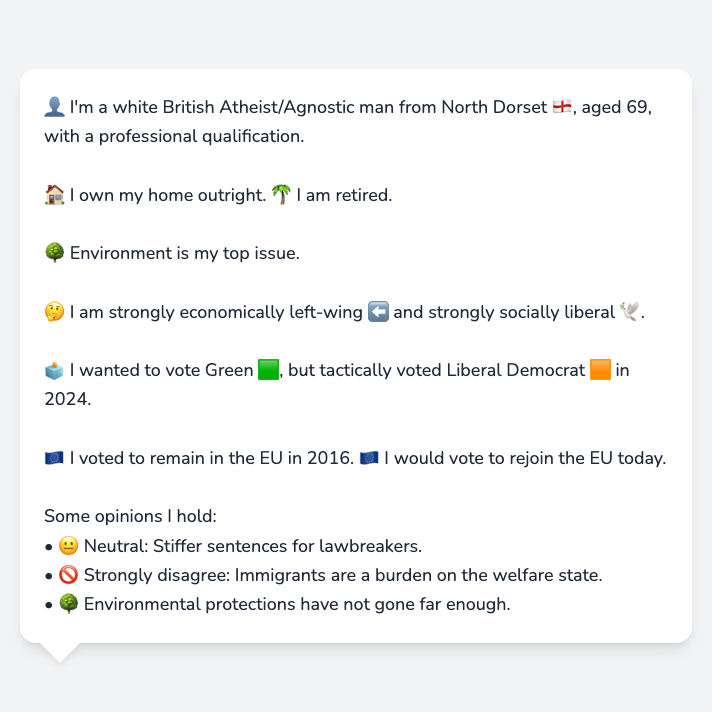 👤 I'm a white British Atheist/Agnostic man from North Dorset 🏴󠁧󠁢󠁥󠁮󠁧󠁿, aged 69,
with a professional qualification.
🏠 I own my home outright. 🌴 I am retired.
🌳 Environment is my top issue.
🤔 I am strongly economically left-wing ⬅️ and strongly socially liberal 🕊️.
🗳️ I wanted to vote Green 🟩, but tactically voted Liberal Democrat 🟧 in
2024.
🇪🇺 I voted to remain in the EU in 2016. 🇪🇺 I would vote to rejoin the EU today.
Some opinions I hold:
• 😐 Neutral: Stiffer sentences for lawbreakers.
• 🚫 Strongly disagree: Immigrants are a burden on the welfare state.
• 🌳 Environmental protections have not gone far enough.